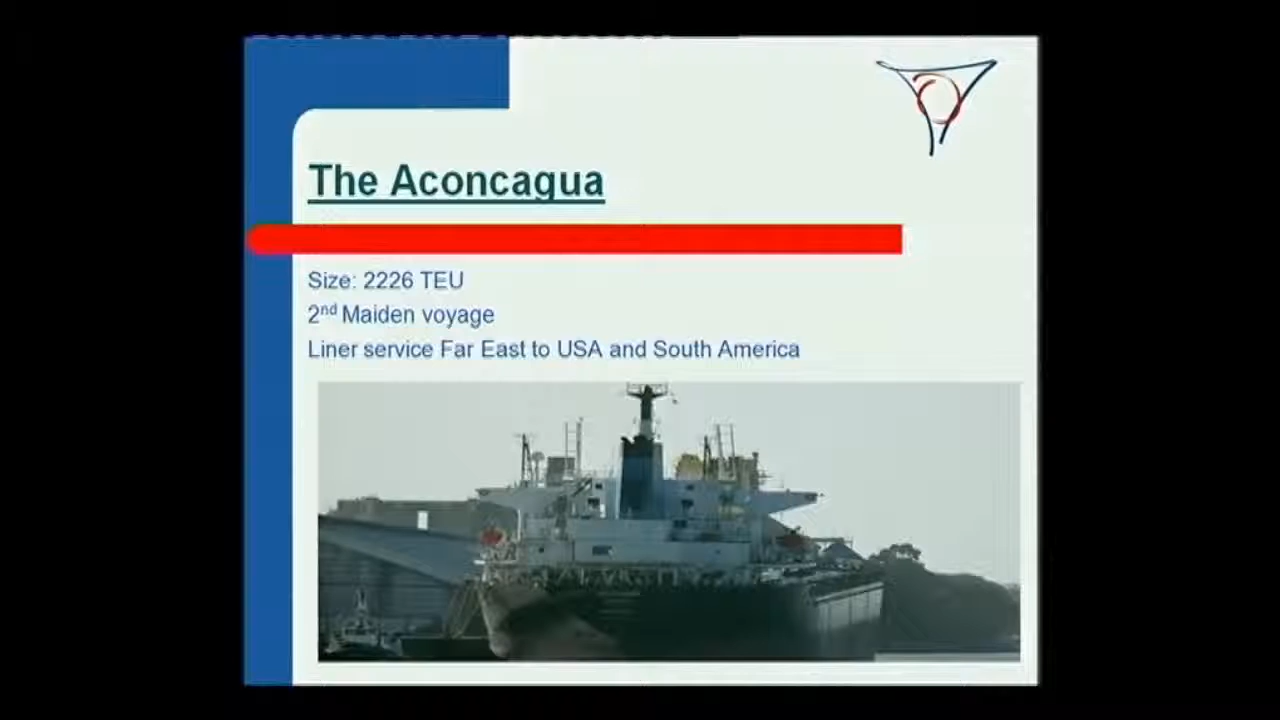 The Aconcagua
Size: 2226 TEU
2nd Maiden voyage
Liner service Far East to USA and South America